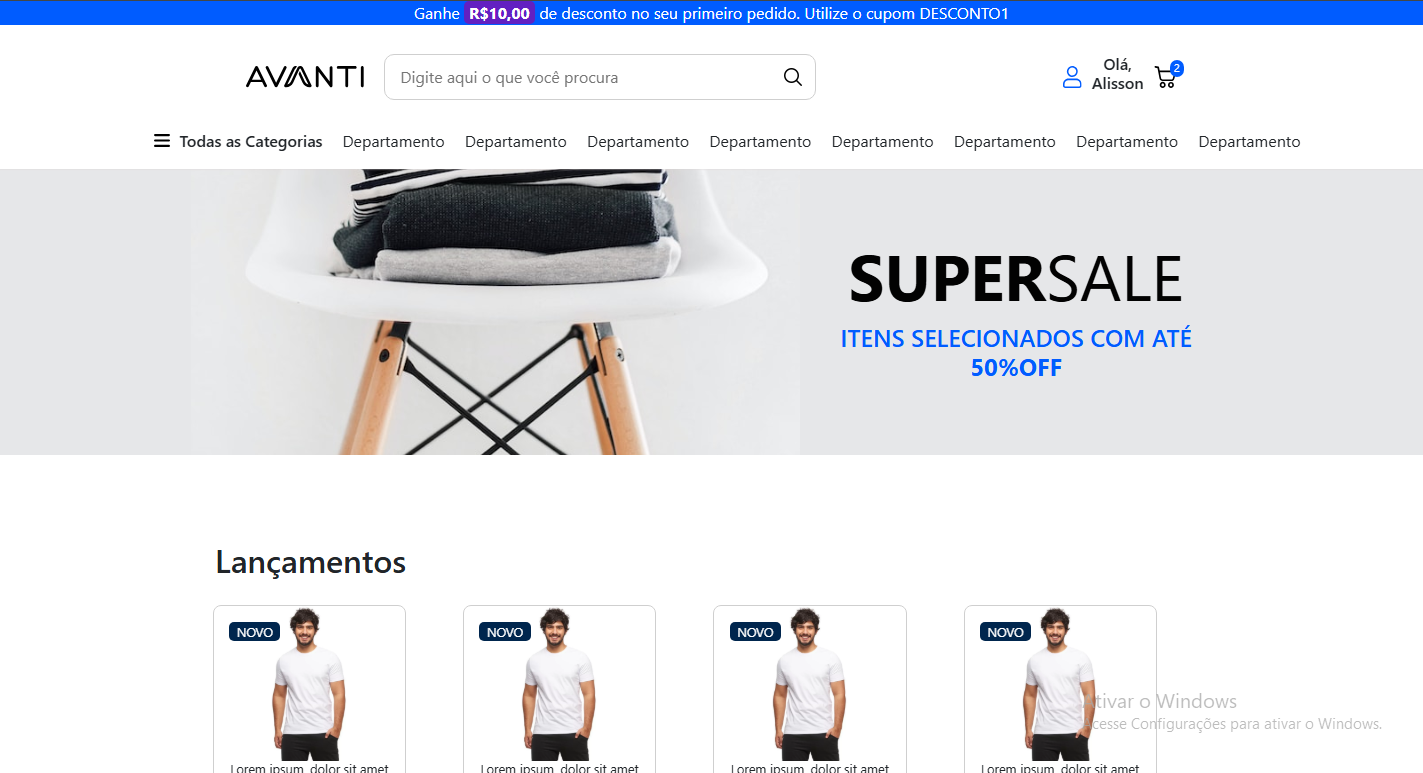 Ganhe R$10,00 de desconto no seu primeiro pedido. Utilize o cupom DESCONTO1
AVANTI
Digite aqui o que você procura
Olá,
Alisson
2
Todas as Categorias Departamento Departamento Departamento Departamento Departamento Departamento Departamento Departamento
SUPERSALE
ITENS SELECIONADOS COM ATÉ
50%OFF
Lançamentos
NOVO NOVO NOVO NOVO
Ativar o Windows
Acesse Configurações para ativar o Windows.
Lorem ipsum, dolor sit amet Lorem ipsum, dolor sit amet Lorem ipsum, dolor sit amet Lorem ipsum, dolor sit amet